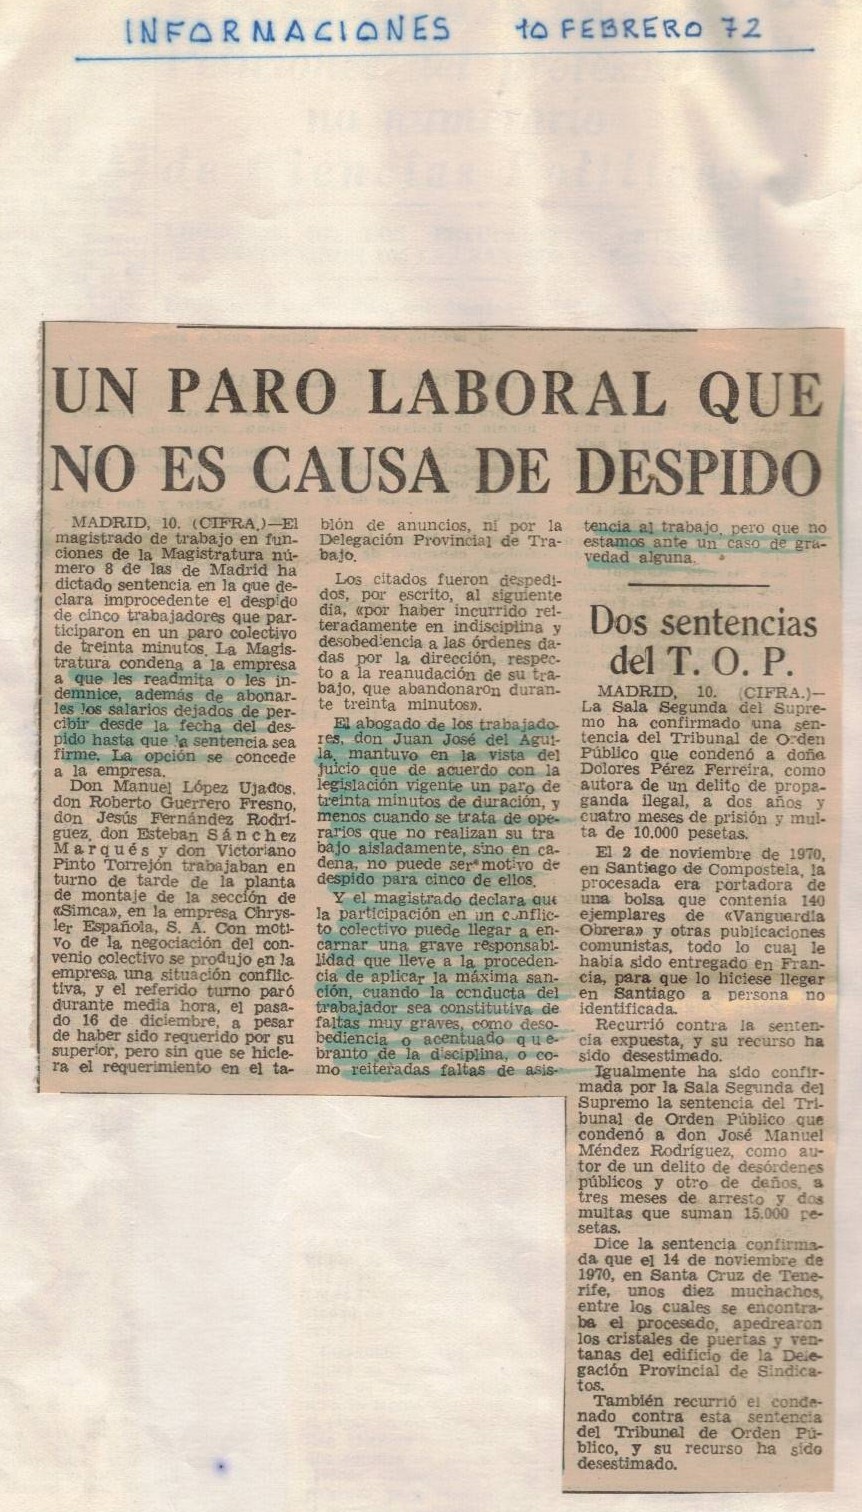 INFORMACIONES 10 FEBRERO 72
UN PARO LABORAL QUE
NO ES CAUSA DE DESPIDO
MADRID, 10. (CIFRA.)—El
magistrado de trabajo en fun-
ciones de la Magistratura nú-
mero 8 de las de Madrid ha
dictado sentencia en la que de-
clara improcedente el despido
de cinco trabajadores que par-
ticiparon en un paro colectivo
de treinta minutos. La Magis-
tratura condena a la empresa
a que les readmita o les in-
demnice, además de abonar-
les los salarios dejados de per-
cibir desde la fecha del des-
pido hasta que la sentencia sea
firme. La opción se concede
a la empresa.
Don Manuel López Ujados,
don Roberto Guerrero Fresno,
don Jesús Fernández Rodrí-
guez, don Esteban Sánchez
Marqués y don Victoriano
Pinto Torrejón trabajaban en
turno de tarde de la planta
de montaje de la sección de
«Simca», en la empresa Chrys-
ler Española, S. A. Con moti-
vo de la negociación del con-
venio colectivo se produjo en la
empresa una situación conflic-
tiva, y el referido turno paró
durante media hora, el pasa-
do 16 de diciembre, a pesar
de haber sido requerido por su
superior, pero sin que se hicie-
ra el requerimiento en el ta-
blón de anuncios, ni por la
Delegación Provincial de Tra-
bajo.
Los citados fueron despedi-
dos, por escrito, al siguiente
día, «por haber incurrido rei-
teradamente en indisciplina y
desobediencia a las órdenes da-
das por la dirección, respec-
to a la reanudación de su tra-
bajo, que abandonaron duran-
te treinta minutos».
El abogado de los trabajado-
res, don Juan José del Agui-
la, mantuvo en la vista del
juicio que de acuerdo con la
legislación vigente un paro de
treinta minutos de duración, y
menos cuando se trata de ope-
rarios que no realizan su tra
bajo aisladamente, sino en ca-
dena, no puede ser motivo de
despido para cinco de ellos.
Y el magistrado declara que
la participación en un conflic-
to colectivo puede llegar a en-
carnar una grave responsabi-
lidad que lleve a la proceden-
cia de aplicar la máxima san-
ción, cuando la conducta del
trabajador sea constitutiva de
faltas muy graves, como deso-
bediencia o acentuado que-
branto de la disciplina, o co-
mo reiteradas faltas de asis-
tencia al trabajo, pero que no
estamos ante un caso de gra-
vedad alguna.
Dos sentencias
del T. O. P.
MADRID, 10. (CIFRA.)—
La Sala Segunda del Supre-
mo ha confirmado una sen-
tencia del Tribunal de Orden
Público que condenó a doña
Dolores Pérez Ferreira, como
autora de un delito de propa-
ganda ilegal, a dos años y
cuatro meses de prisión y mul-
ta de 10.000 pesetas.
El 2 de noviembre de 1970,
en Santiago de Compostela, la
procesada era portadora de
una bolsa que contenía 140
ejemplares de «Vanguardia
Obrera» y otras publicaciones
comunistas, todo lo cual le
había sido entregado en Fran-
cia, para que lo hiciese llegar
en Santiago a persona no
identificada.
Recurrió contra la senten-
cia expuesta, y su recurso ha
sido desestimado.
Igualmente ha sido confir-
mada por la Sala Segunda del
Supremo la sentencia del Tri-
bunal de Orden Público que
condenó a don José Manuel
Méndez Rodríguez, como au-
tor de un delito de desórdenes
públicos y otro de daños, a
tres meses de arresto y dos
multas que suman 15.000 pe-
setas.
Dice la sentencia confirma-
da que el 14 de noviembre de
1970, en Santa Cruz de Tene-
rife, unos diez muchachos,
entre los cuales se encontra-
ba el procesado, apedrearon
los cristales de puertas y ven-
tanas del edificio de la Dele-
gación Provincial de Sindica-
tos.
También recurrió el conde-
nado contra esta sentencia
del Tribunal de Orden Pú-
blico, y su recurso ha sido
desestimado.